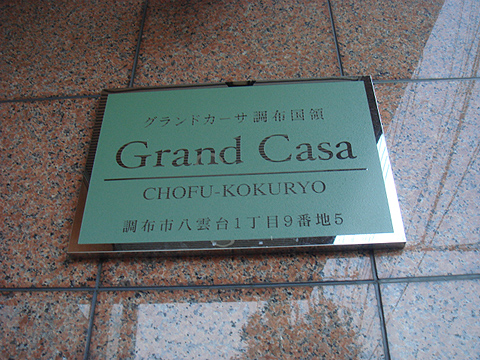 グランドカーサ調布国領
Grand Casa
CHOFU-KOKURYO
調布市八雲台1丁目9番地5